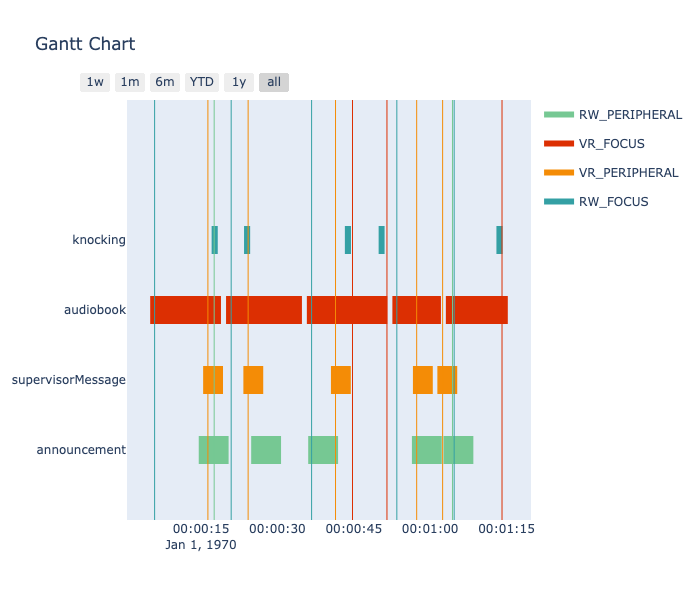 Gantt Chart
1w 1m 6m YTD 1y all
RW_PERIPHERAL
VR_FOCUS
VR_PERIPHERAL
RW_FOCUS
knocking
audiobook
supervisorMessage
announcement
00:00:15 00:00:30 00:00:45 00:01:00 00:01:15
Jan 1, 1970